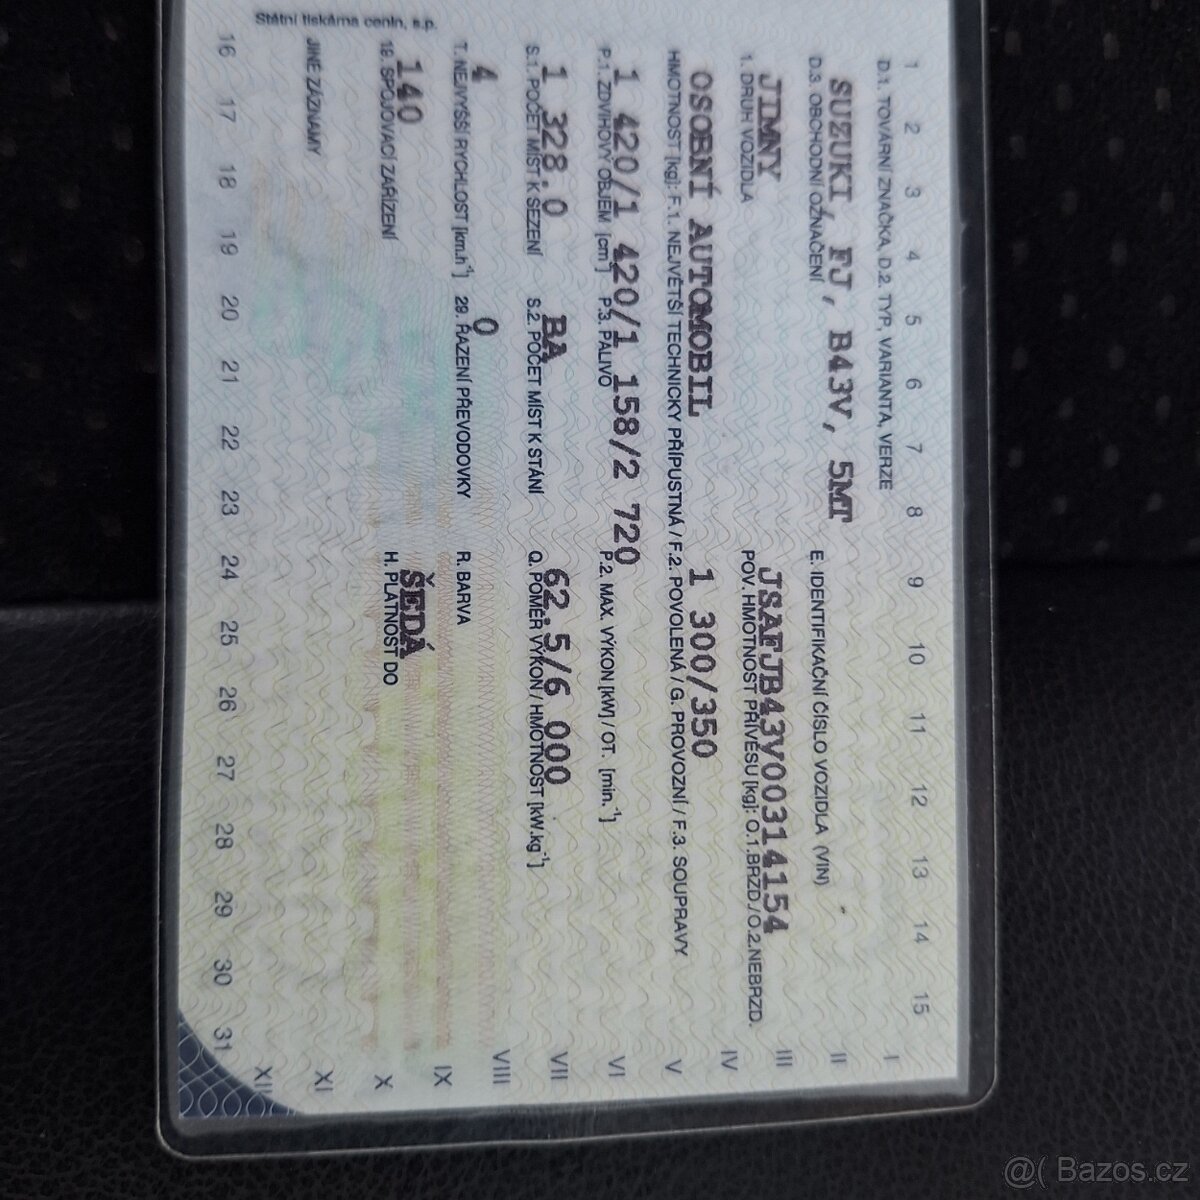 1 2 3 4 5 6 7 8 9 10 11 12 13 14 15
D.1. TOVÁRNÍ ZNAČKA, D.2. TYP, VARIANTA, VERZE
SUZUKI, FJ, B43V, 5MT
D.3. OBCHODNÍ OZNAČENÍ E. IDENTIFIKAČNÍ ČÍSLO VOZIDLA (VIN)
JIMNY JSAFJB43V00314154
1. DRUH VOZIDLA POV. HMOTNOST PŘÍVĚSU [kg]: O.1.BRZD / O.2.NEBRZD.
OSOBNÍ AUTOMOBIL 1 300/350
HMOTNOST [kg]: F.1. NEJVĚTŠÍ TECHNICKY PŘÍPUSTNÁ / F.2. POVOLENÁ / G. PROVOZNÍ / F.3. SOUPRAVY
1 420/1 420/1 158/2 720
P.1. ZDVIHOVÝ OBJEM [cm³] P.3. PALIVO P.2. MAX. VÝKON [kW] / OT. [min.⁻¹]
1 328.0 BA 62.5/6 000
S.1. POČET MÍST K SEZENÍ S.2. POČET MÍST K STÁNÍ Q. POMĚR VÝKON / HMOTNOST [kW.kg⁻¹]
4 0
T. NEJVYŠŠÍ RYCHLOST [km.h⁻¹] 29. ŘAZENÍ PŘEVODOVKY R. BARVA
140 ŠEDÁ
19. SPOJOVACÍ ZAŘÍZENÍ H. PLATNOST DO
JINÉ ZÁZNAMY
Státní tiskárna cenin, s.p.
16 17 18 19 20 21 22 23 24 25 26 27 28 29 30 31
I
II
III
IV
V
VI
VII
VIII
IX
X
XI
XII
@( Bazos.cz